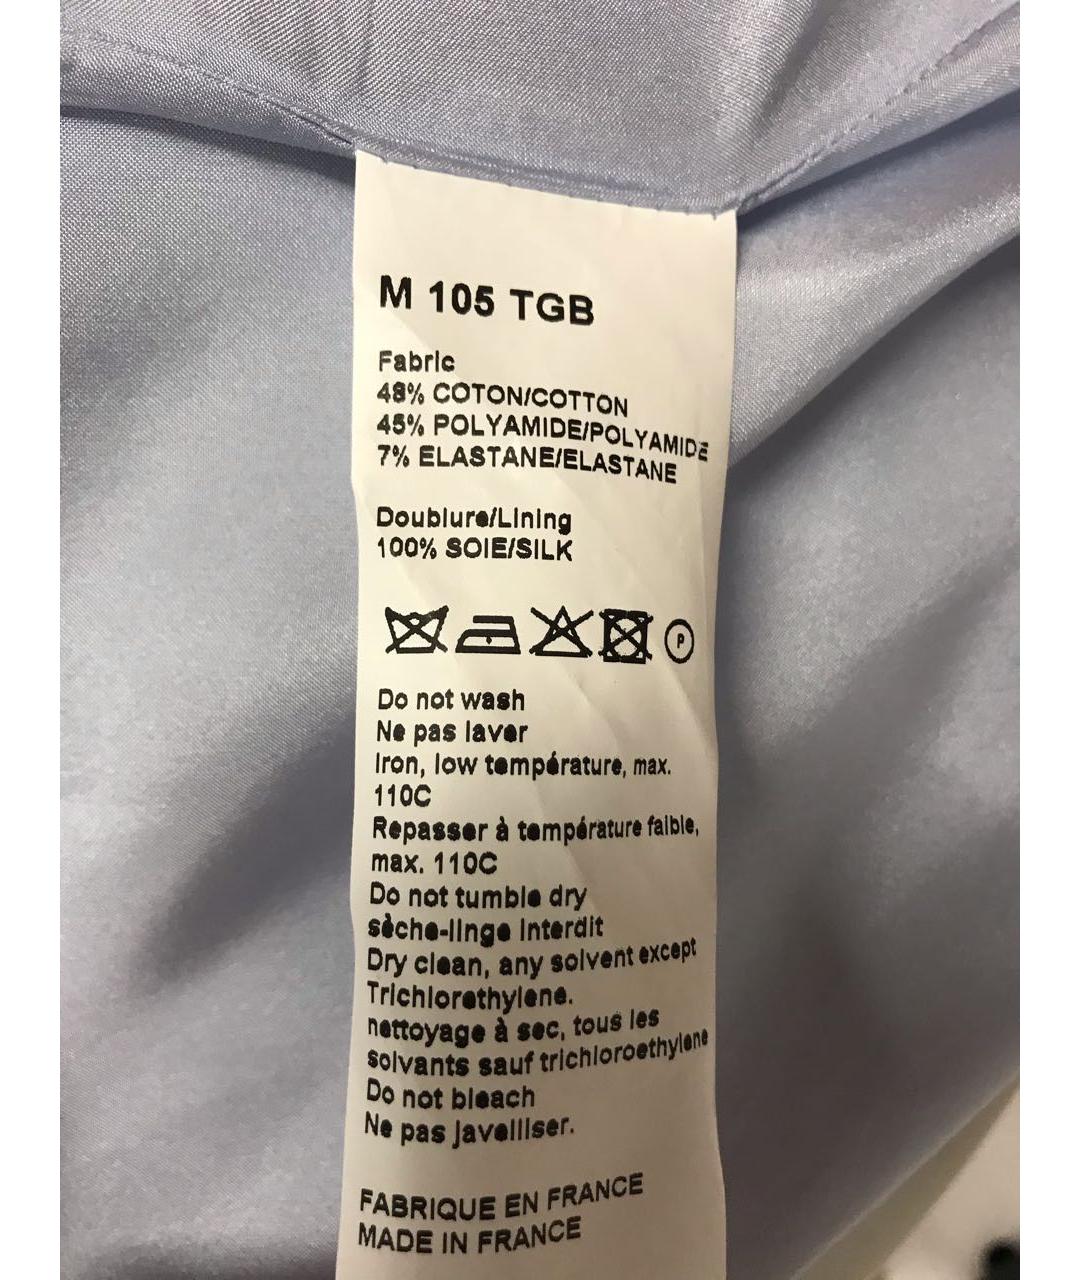 M 105 TGB
Fabric
48% COTON/COTTON
45% POLYAMIDE/POLYAMIDE
7% ELASTANE/ELASTANE
Doublure/Lining
100% SOIE/SILK
P
Do not wash
Ne pas laver
Iron, low température, max.
110C
Repasser à température faible,
max. 110C
Do not tumble dry
sèche-linge interdit
Dry clean, any solvent except
Trichlorethylene.
nettoyage à sec, tous les
solvants sauf trichloroethylene
Do not bleach
Ne pas javelliser.
FABRIQUE EN FRANCE
MADE IN FRANCE